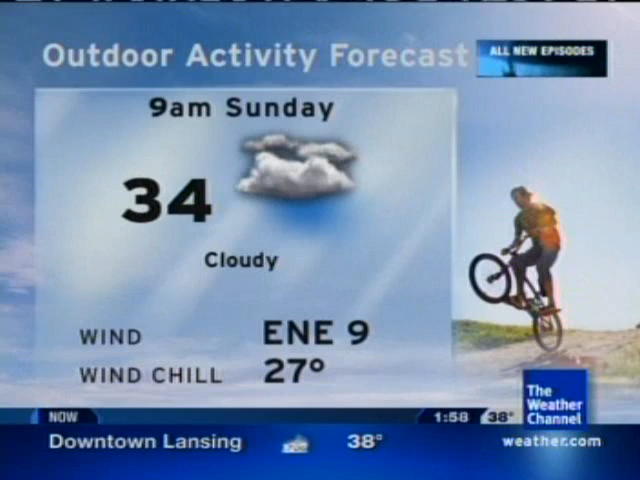 Outdoor Activity Forecast
ALL NEW EPISODES
9am Sunday
34
Cloudy
WIND ENE 9
WIND CHILL 27°
The
Weather
Channel
NOW 1:58 38°
Downtown Lansing 38° weather.com